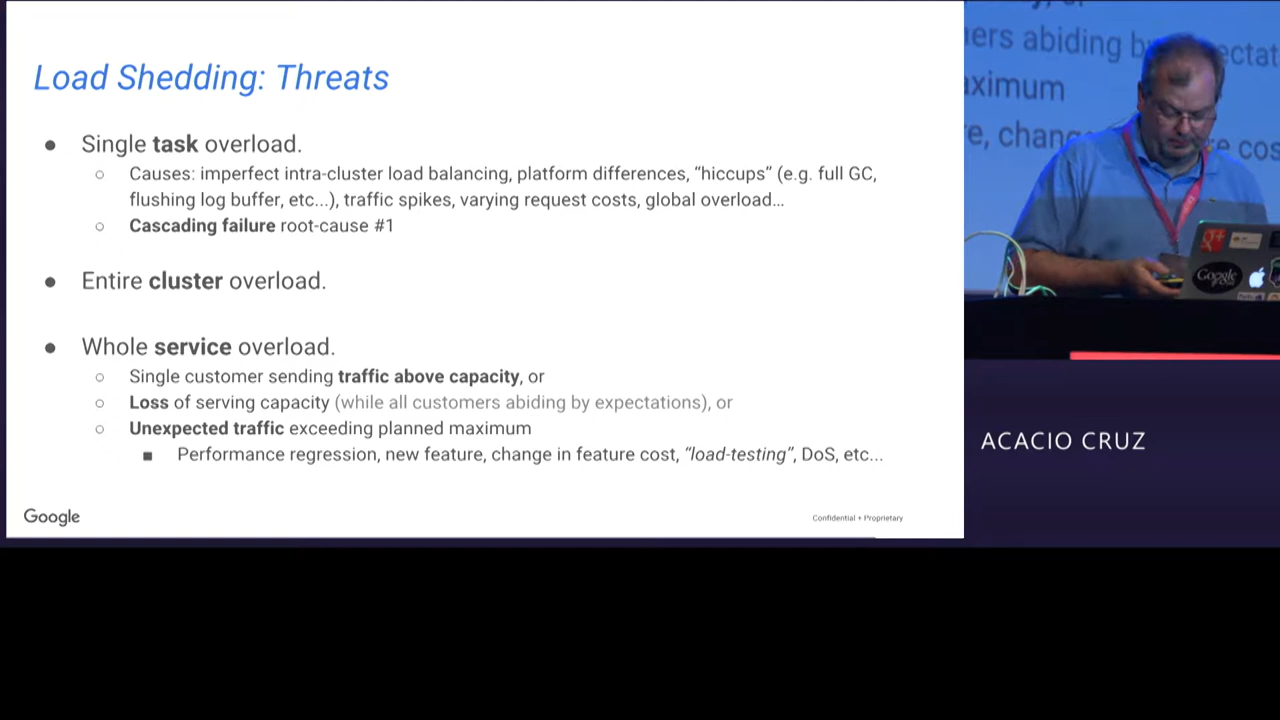 Load Shedding: Threats
● Single task overload.
○ Causes: imperfect intra-cluster load balancing, platform differences, “hiccups” (e.g. full GC,
flushing log buffer, etc...), traffic spikes, varying request costs, global overload…
○ Cascading failure root-cause #1
● Entire cluster overload.
● Whole service overload.
○ Single customer sending traffic above capacity, or
○ Loss of serving capacity (while all customers abiding by expectations), or
○ Unexpected traffic exceeding planned maximum
■ Performance regression, new feature, change in feature cost, “load-testing”, DoS, etc...
Google
Confidential + Proprietary
ers abiding b ectat
ximum
e, chang e cos
g+
Google
ACACIO CRUZ